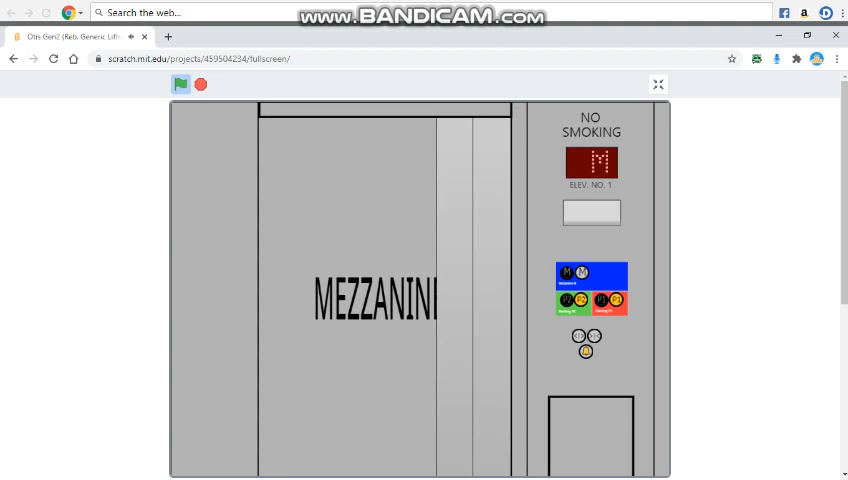 Search the web...
WWW.BANDICAM.COM
Otis Gen2 (Reb. Generic Lifts
scratch.mit.edu/projects/459504234/fullscreen/
NO
SMOKING
M
ELEV. NO. 1
MEZZANINE
M M
P2 P2 P1 P1